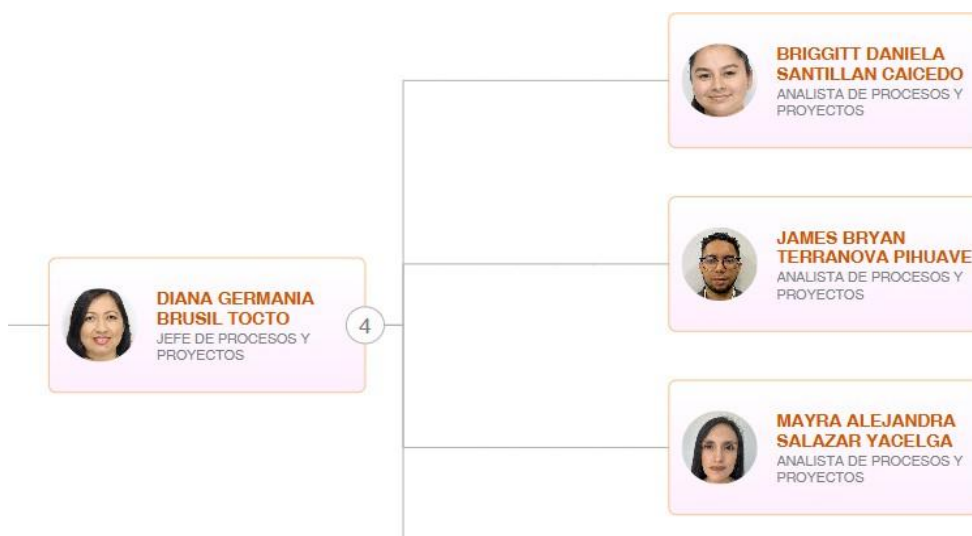 BRIGGITT DANIELA
SANTILLAN CAICEDO
ANALISTA DE PROCESOS Y
PROYECTOS
JAMES BRYAN
TERRANOVA PIHUAVE
ANALISTA DE PROCESOS Y
PROYECTOS
DIANA GERMANIA
BRUSIL TOCTO
JEFE DE PROCESOS Y
PROYECTOS
4
MAYRA ALEJANDRA
SALAZAR YACELGA
ANALISTA DE PROCESOS Y
PROYECTOS